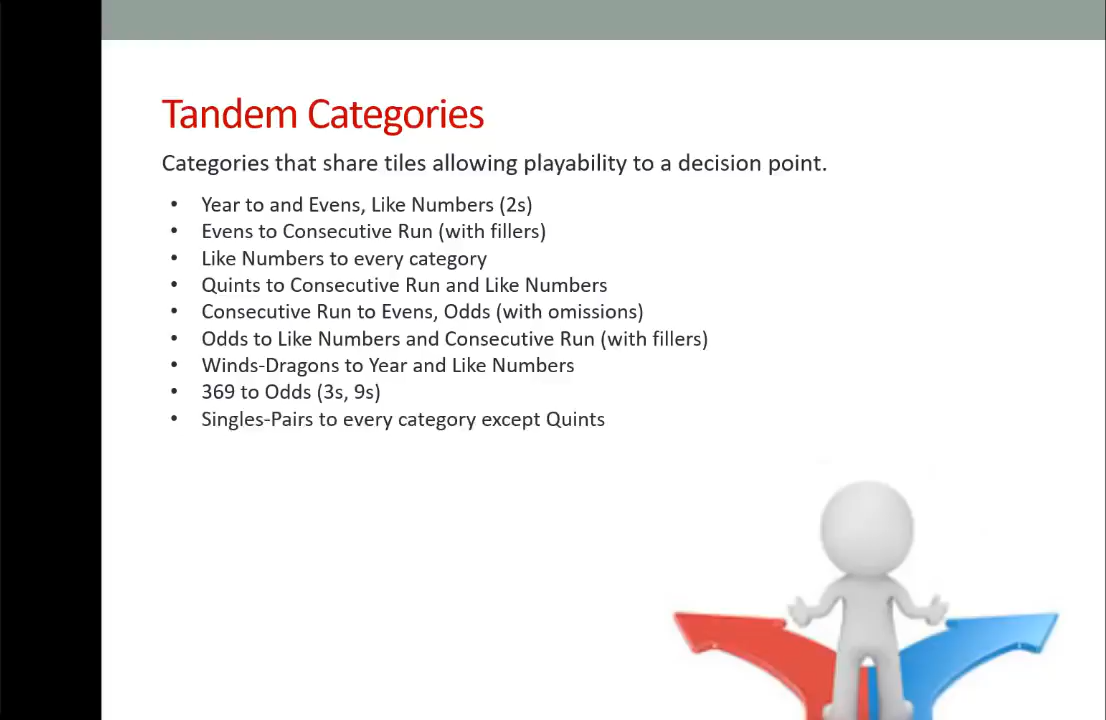 Tandem Categories
Categories that share tiles allowing playability to a decision point.
• Year to and Evens, Like Numbers (2s)
• Evens to Consecutive Run (with fillers)
• Like Numbers to every category
• Quints to Consecutive Run and Like Numbers
• Consecutive Run to Evens, Odds (with omissions)
• Odds to Like Numbers and Consecutive Run (with fillers)
• Winds-Dragons to Year and Like Numbers
• 369 to Odds (3s, 9s)
• Singles-Pairs to every category except Quints